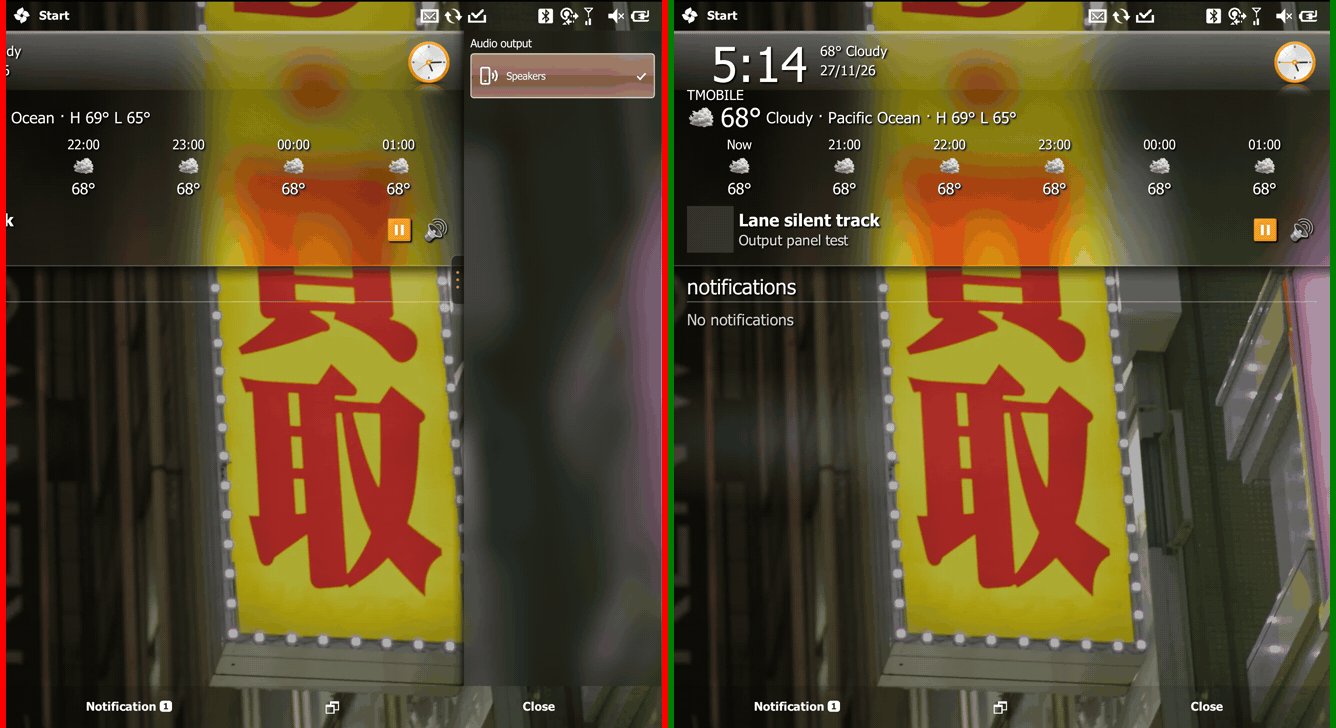 Start
dy
Ocean · H 69° L 65°
22:00 23:00 00:00 01:00
68° 68° 68° 68°
k
取
Audio output
Speakers
Notification 1 Close
Start
5:14
68° Cloudy
27/11/26
TMOBILE
68° Cloudy · Pacific Ocean · H 69° L 65°
Now 21:00 22:00 23:00 00:00 01:00
68° 68° 68° 68° 68° 68°
Lane silent track
Output panel test
notifications
No notifications
取
Notification 1 Close